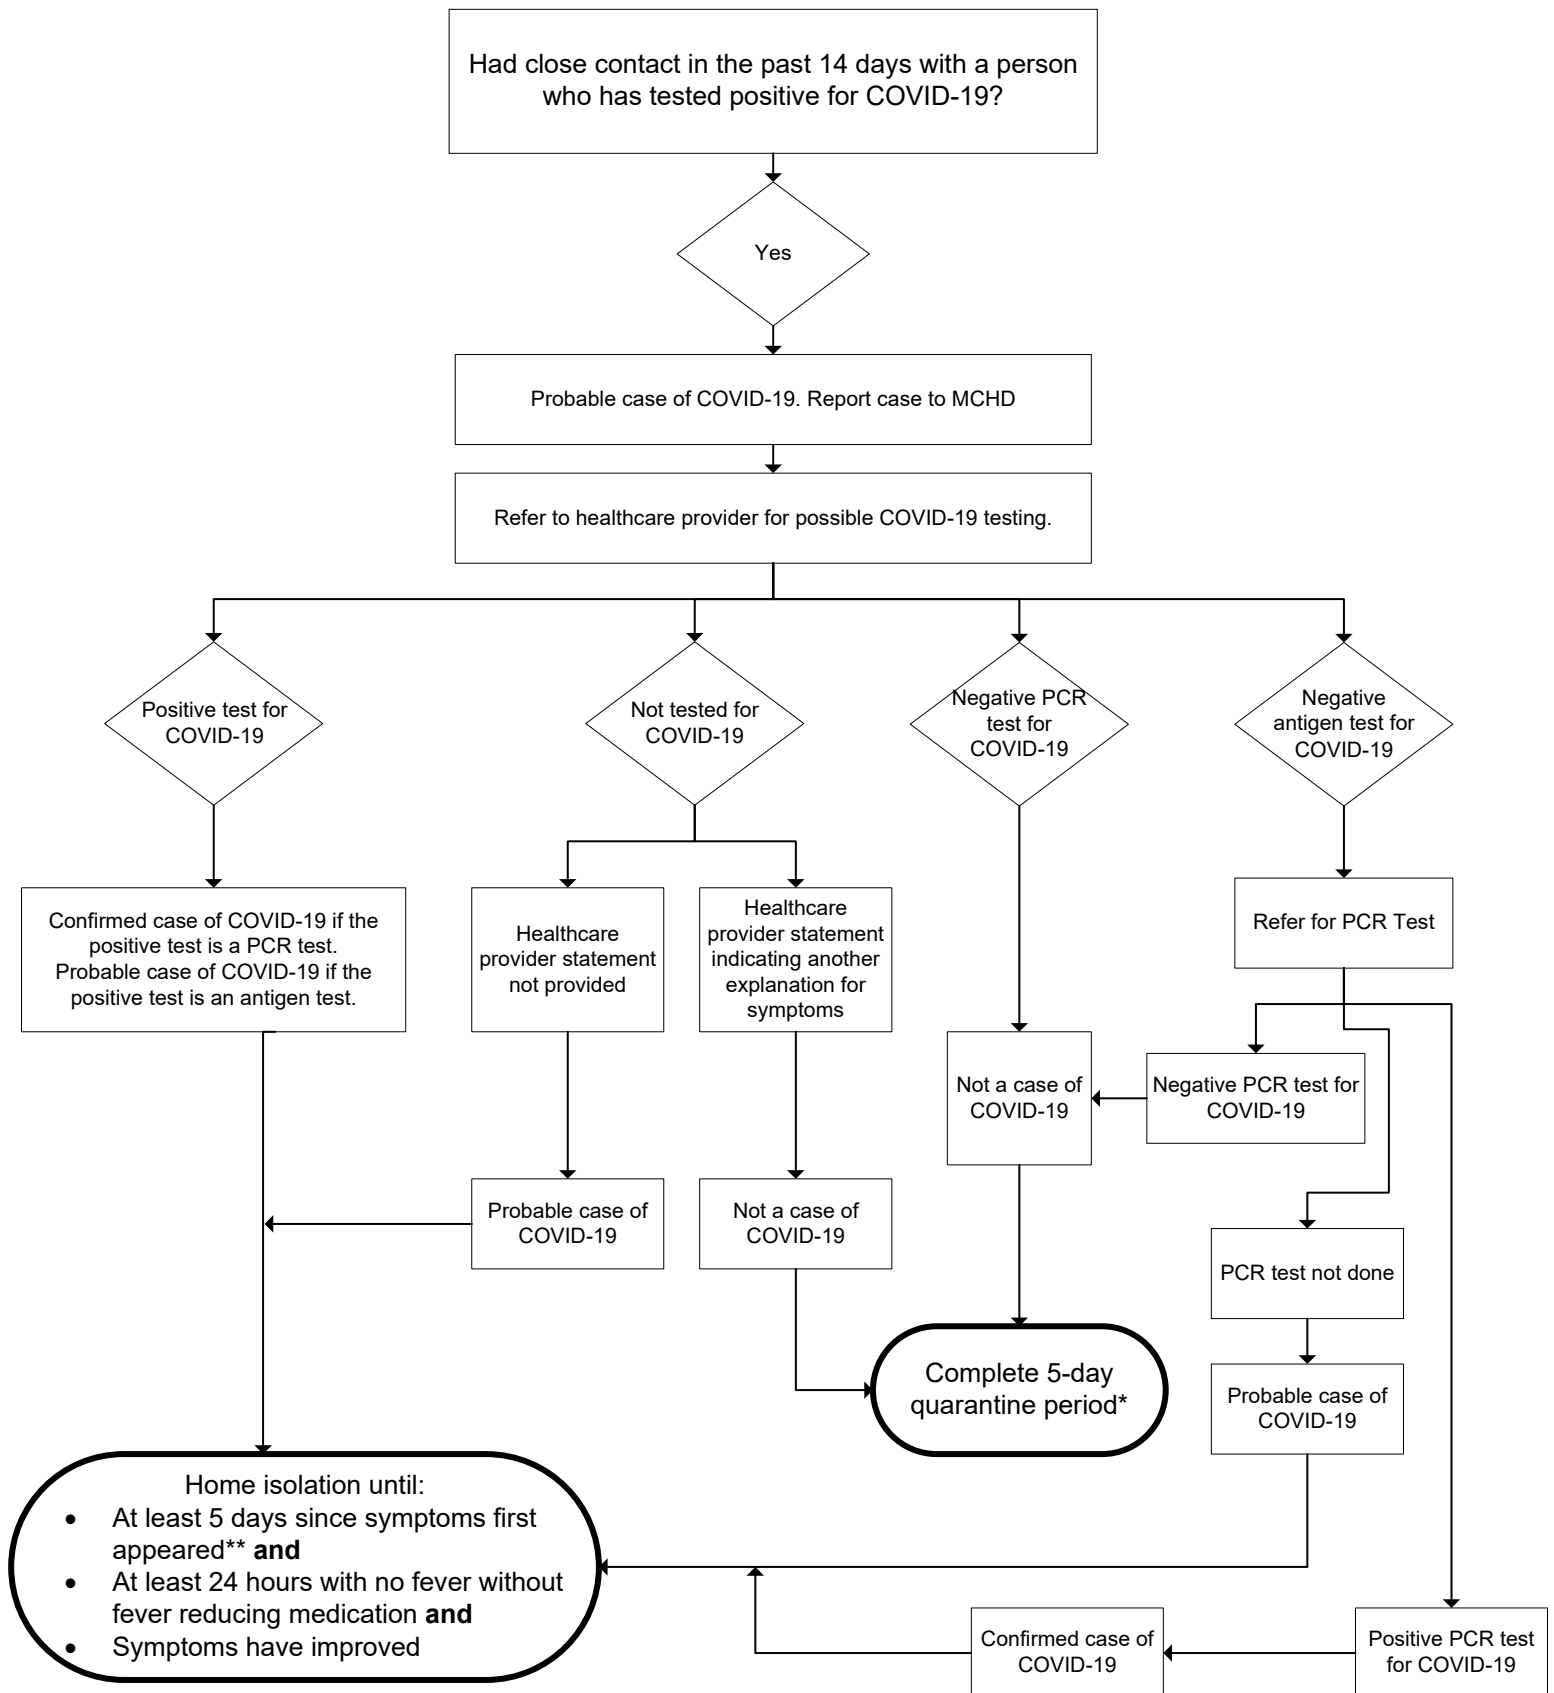 Had close contact in the past 14 days with a person
who has tested positive for COVID-19?
Yes
Probable case of COVID-19. Report case to MCHD
Refer to healthcare provider for possible COVID-19 testing.
Positive test for
COVID-19
Not tested for
COVID-19
Negative PCR
test for
COVID-19
Negative
antigen test for
COVID-19
Confirmed case of COVID-19 if the
positive test is a PCR test.
Probable case of COVID-19 if the
positive test is an antigen test.
Healthcare
provider statement
not provided
Healthcare
provider statement
indicating another
explanation for
symptoms
Refer for PCR Test
Not a case of
COVID-19
Negative PCR test for
COVID-19
Probable case of
COVID-19
Not a case of
COVID-19
PCR test not done
Complete 5-day
quarantine period*
Probable case of
COVID-19
Home isolation until:
• At least 5 days since symptoms first
appeared** and
• At least 24 hours with no fever without
fever reducing medication and
• Symptoms have improved
Confirmed case of
COVID-19
Positive PCR test
for COVID-19